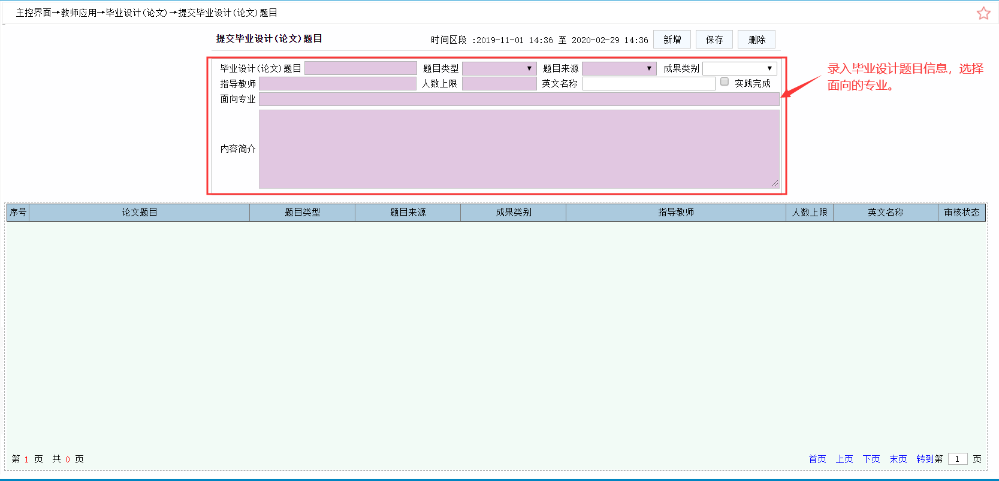 主控界面→教师应用→毕业设计(论文)→提交毕业设计(论文)题目
提交毕业设计(论文)题目 时间区段 :2019-11-01 14:36 至 2020-02-29 14:36 新增 保存 删除
毕业设计(论文)题目 题目类型 题目来源 成果类别
指导教师 人数上限 英文名称 实践完成
面向专业
内容简介
录入毕业设计题目信息，选择
面向的专业。
序号 论文题目 题目类型 题目来源 成果类别 指导教师 人数上限 英文名称 审核状态
第 1 页 共 0 页 首页 上页 下页 末页 转到第 1 页